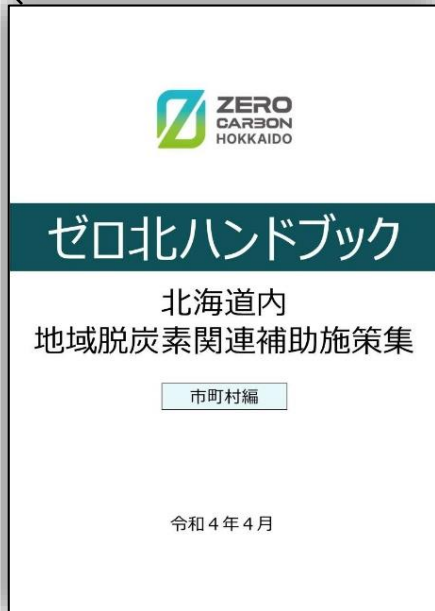 ZERO
CARBON
HOKKAIDO
ゼロ北ハンドブック
北海道内
地域脱炭素関連補助施策集
市町村編
令和４年４月